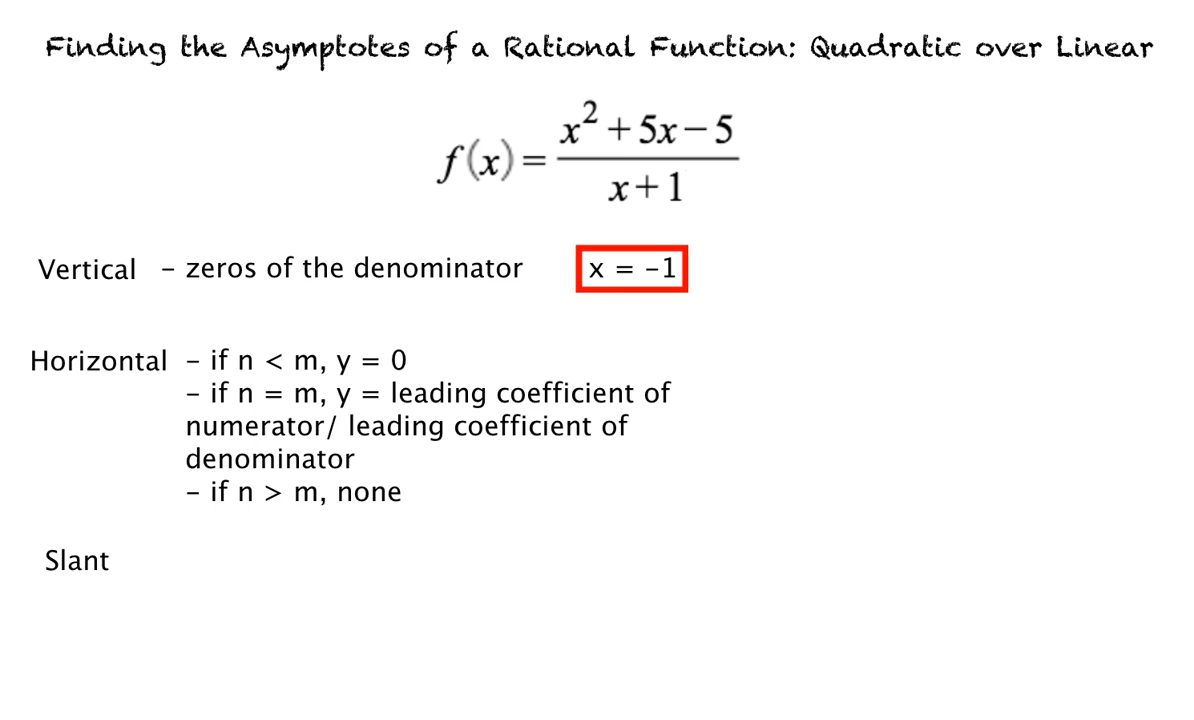 Finding the Asymptotes of a Rational Function: Quadratic over Linear
f(x) = (x² + 5x − 5)/(x + 1)
Vertical – zeros of the denominator x = −1
Horizontal – if n < m, y = 0
– if n = m, y = leading coefficient of
numerator/ leading coefficient of
denominator
– if n > m, none
Slant